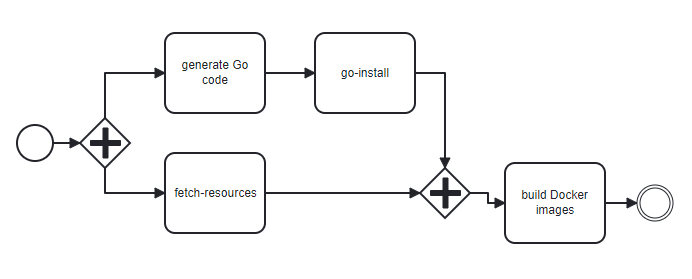 generate Go
code
go-install
fetch-resources
build Docker
images